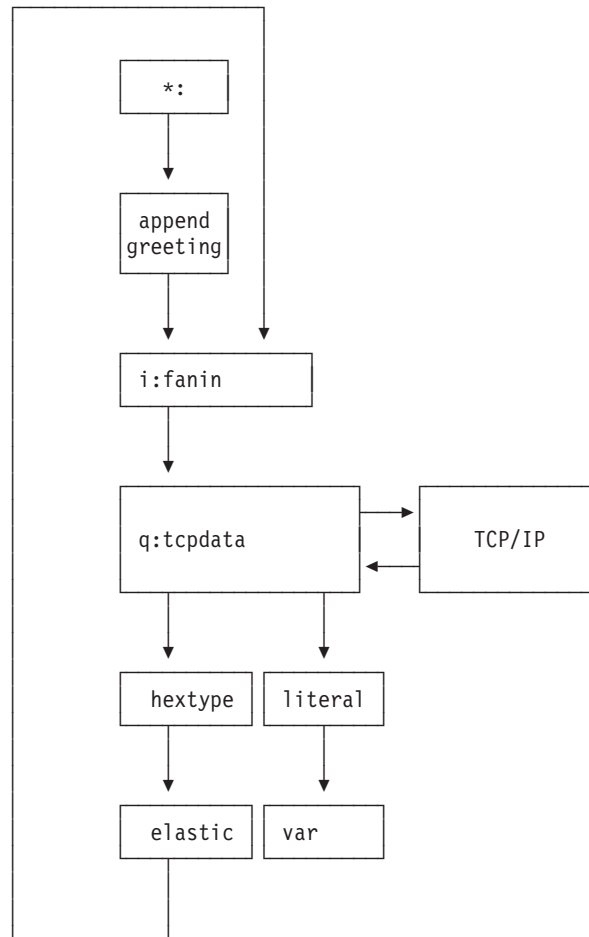 *:
append
greeting
i:fanin
q:tcpdata
TCP/IP
hextype
literal
elastic
var